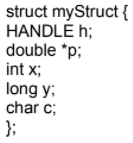 struct myStruct {
HANDLE h;
double *p;
int x;
long y;
char c;
};